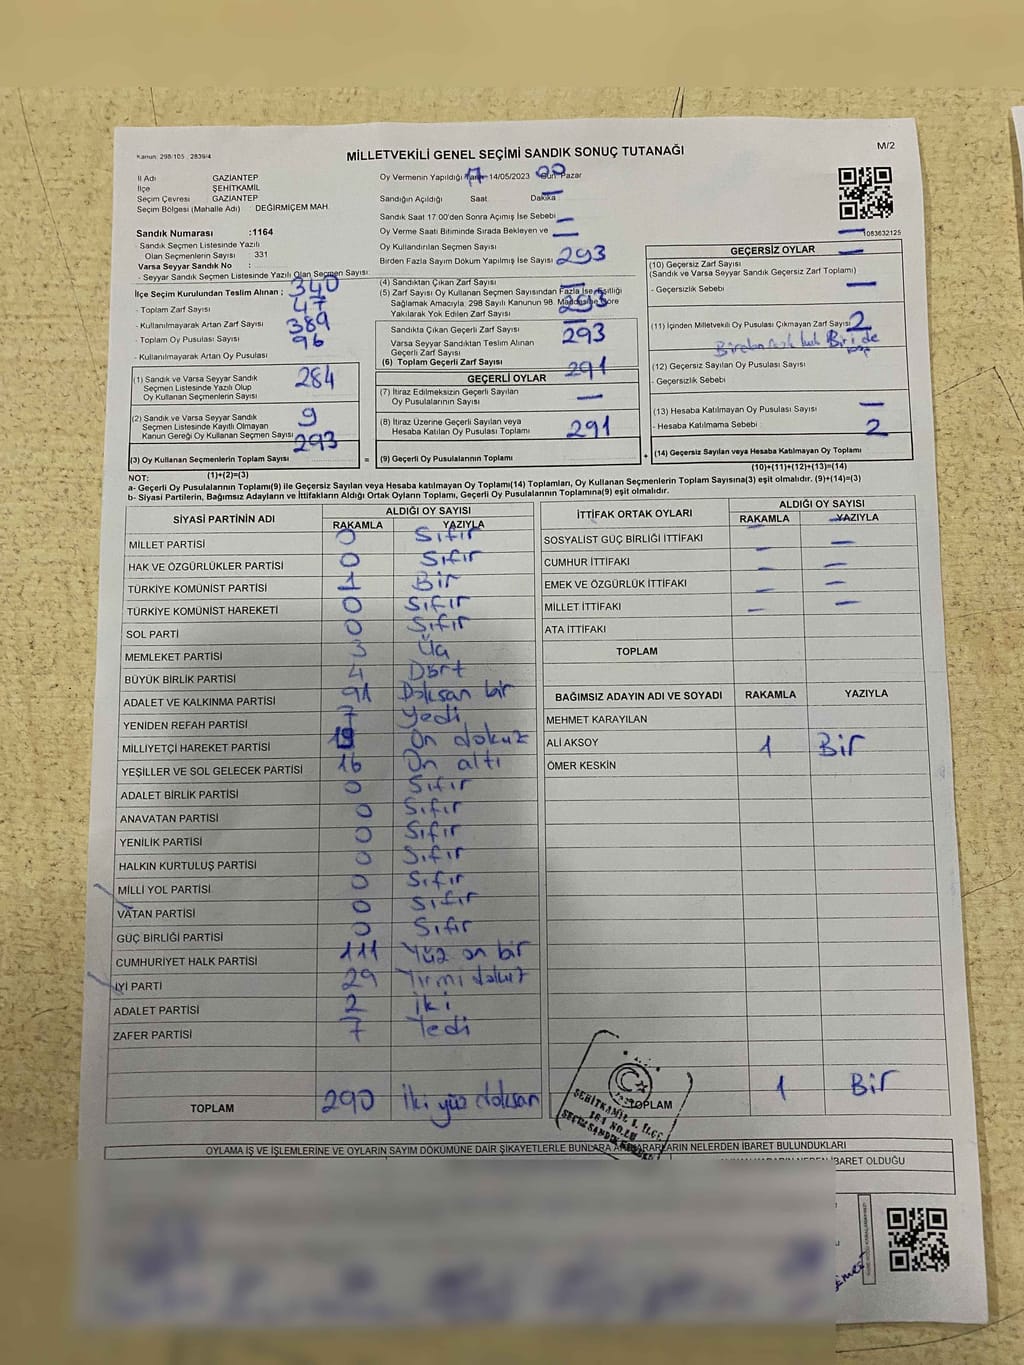 Kanun: 298/105 , 2839/4
MİLLETVEKİLİ GENEL SEÇİMİ SANDIK SONUÇ TUTANAĞI
M/2
İl Adı GAZİANTEP
İlçe ŞEHİTKAMİL
Seçim Çevresi GAZİANTEP
Seçim Bölgesi (Mahalle Adı) DEĞİRMİÇEM MAH.
Sandık Numarası :1164
- Sandık Seçmen Listesinde Yazılı
Olan Seçmenlerin Sayısı 331
Varsa Seyyar Sandık No :
- Seyyar Sandık Seçmen Listesinde Yazılı Olan Seçmen Sayısı:
İlçe Seçim Kurulundan Teslim Alınan : 340
- Toplam Zarf Sayısı 47
- Kullanılmayarak Artan Zarf Sayısı 389
Toplam Oy Pusulası Sayısı 96
- Kullanılmayarak Artan Oy Pusulası
(1) Sandık ve Varsa Seyyar Sandık
Seçmen Listesinde Yazılı Olup
Oy Kullanan Seçmenlerin Sayısı
284
(2) Sandık ve Varsa Seyyar Sandık
Seçmen Listesinde Kayıtlı Olmayan
Kanun Gereği Oy Kullanan Seçmen Sayısı
9
293
(3) Oy Kullanan Seçmenlerin Toplam Sayısı
=
Oy Vermenin Yapıldığı Tarih 14/05/2023 Gün Pazar
17 00
Sandığın Açıldığı Saat Dakika
Sandık Saat 17.00'den Sonra Açılmış İse Sebebi
Oy Verme Saati Bitiminde Sırada Bekleyen ve
Oy Kullandırılan Seçmen Sayısı
Birden Fazla Sayım Döküm Yapılmış İse Sayısı 293
(4) Sandıktan Çıkan Zarf Sayısı
(5) Zarf Sayısı Oy Kullanan Seçmen Sayısından Fazla İse Eşitliği
Sağlamak Amacıyla, 298 Sayılı Kanunun 98. Maddesine Göre
Yakılarak Yok Edilen Zarf Sayısı
293
Sandıkta Çıkan Geçerli Zarf Sayısı 293
Varsa Seyyar Sandıktan Teslim Alınan
Geçerli Zarf Sayısı
(6) Toplam Geçerli Zarf Sayısı 291
GEÇERLİ OYLAR
(7) İtiraz Edilmeksizin Geçerli Sayılan
Oy Pusulalarının Sayısı
(8) İtiraz Üzerine Geçerli Sayılan veya
Hesaba Katılan Oy Pusulası Toplamı
291
(9) Geçerli Oy Pusulalarının Toplamı
+
1083632125
GEÇERSİZ OYLAR
(10) Geçersiz Zarf Sayısı
(Sandık ve Varsa Seyyar Sandık Geçersiz Zarf Toplamı)
- Geçersizlik Sebebi
(11) İçinden Milletvekili Oy Pusulası Çıkmayan Zarf Sayısı 2
(12) Geçersiz Sayılan Oy Pusulası Sayısı
- Geçersizlik Sebebi
(13) Hesaba Katılmayan Oy Pusulası Sayısı
- Hesaba Katılmama Sebebi
2
(14) Geçersiz Sayılan veya Hesaba Katılmayan Oy Toplamı
NOT: (1)+(2)=(3)
(10)+(11)+(12)+(13)=(14)
a- Geçerli Oy Pusulalarının Toplamı(9) ile Geçersiz Sayılan veya Hesaba katılmayan Oy Toplamı(14) Toplamları, Oy Kullanan Seçmenlerin Toplam Sayısına(3) eşit olmalıdır. (9)+(14)=(3)
b- Siyasi Partilerin, Bağımsız Adayların ve İttifakların Aldığı Ortak Oyların Toplamı, Geçerli Oy Pusulalarının Toplamına(9) eşit olmalıdır.
SİYASİ PARTİNİN ADI ALDIĞI OY SAYISI
RAKAMLA YAZIYLA
MİLLET PARTİSİ 0 Sıfır
HAK VE ÖZGÜRLÜKLER PARTİSİ 0 Sıfır
TÜRKİYE KOMÜNİST PARTİSİ 1 Bir
TÜRKİYE KOMÜNİST HAREKETİ 0 Sıfır
SOL PARTİ 0 Sıfır
MEMLEKET PARTİSİ 3 Üç
BÜYÜK BİRLİK PARTİSİ 4 Dört
ADALET VE KALKINMA PARTİSİ 91 Doksan bir
YENİDEN REFAH PARTİSİ 7 Yedi
MİLLİYETÇİ HAREKET PARTİSİ 19 On dokuz
YEŞİLLER VE SOL GELECEK PARTİSİ 16 On altı
ADALET BİRLİK PARTİSİ 0 Sıfır
ANAVATAN PARTİSİ 0 Sıfır
YENİLİK PARTİSİ 0 Sıfır
HALKIN KURTULUŞ PARTİSİ 0 Sıfır
MİLLİ YOL PARTİSİ 0 Sıfır
VATAN PARTİSİ 0 Sıfır
GÜÇ BİRLİĞİ PARTİSİ 0 Sıfır
CUMHURİYET HALK PARTİSİ 111 Yüz on bir
İYİ PARTİ 29 Yirmi dokuz
ADALET PARTİSİ 2 İki
ZAFER PARTİSİ 7 Yedi
TOPLAM 290 İki yüz doksan
İTTİFAK ORTAK OYLARI ALDIĞI OY SAYISI
RAKAMLA YAZIYLA
SOSYALİST GÜÇ BİRLİĞİ İTTİFAKI
CUMHUR İTTİFAKI
EMEK VE ÖZGÜRLÜK İTTİFAKI
MİLLET İTTİFAKI
ATA İTTİFAKI
TOPLAM
BAĞIMSIZ ADAYIN ADI VE SOYADI RAKAMLA YAZIYLA
MEHMET KARAYILAN
ALİ AKSOY 1 Bir
ÖMER KESKİN
TOPLAM 1 Bir
ŞEHİTKAMİL 1. İLÇE
OYLAMA İŞ VE İŞLEMLERİNE VE OYLARIN SAYIM DÖKÜMÜNE DAİR ŞİKAYETLERLE BUNLARA AİT KARARLARIN NELERDEN İBARET BULUNDUKLARI
İBARET OLDUĞU